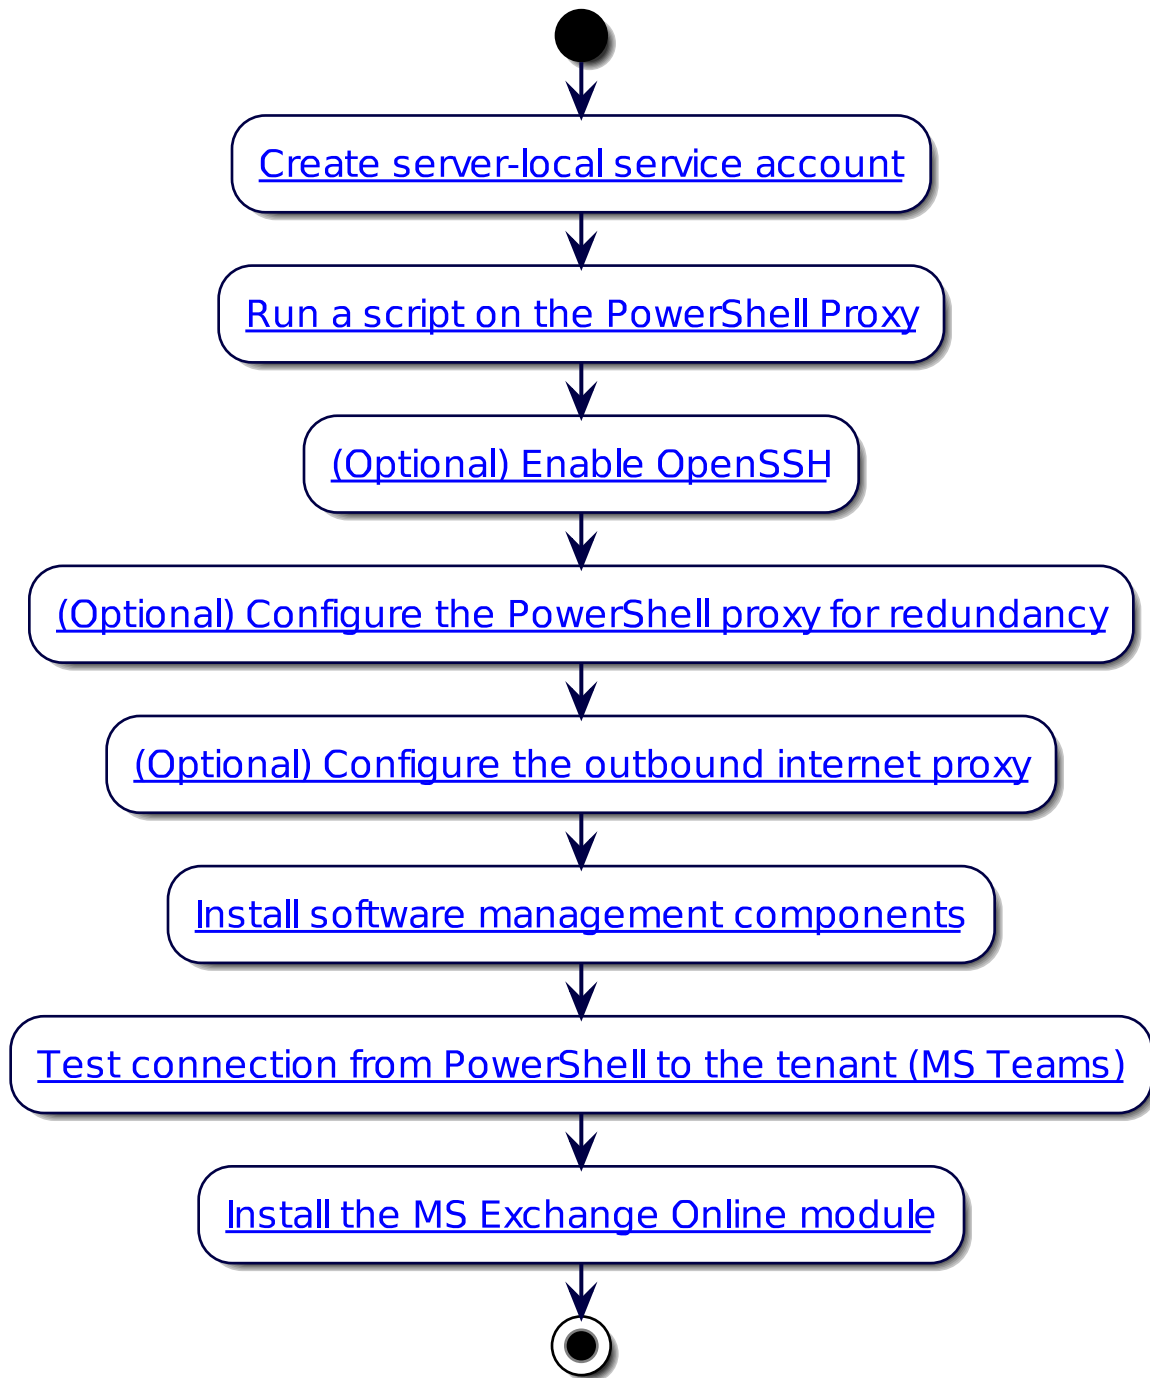 Create server-local service account
Run a script on the PowerShell Proxy
(Optional) Enable OpenSSH
(Optional) Configure the PowerShell proxy for redundancy
(Optional) Configure the outbound internet proxy
Install software management components
Test connection from PowerShell to the tenant (MS Teams)
Install the MS Exchange Online module